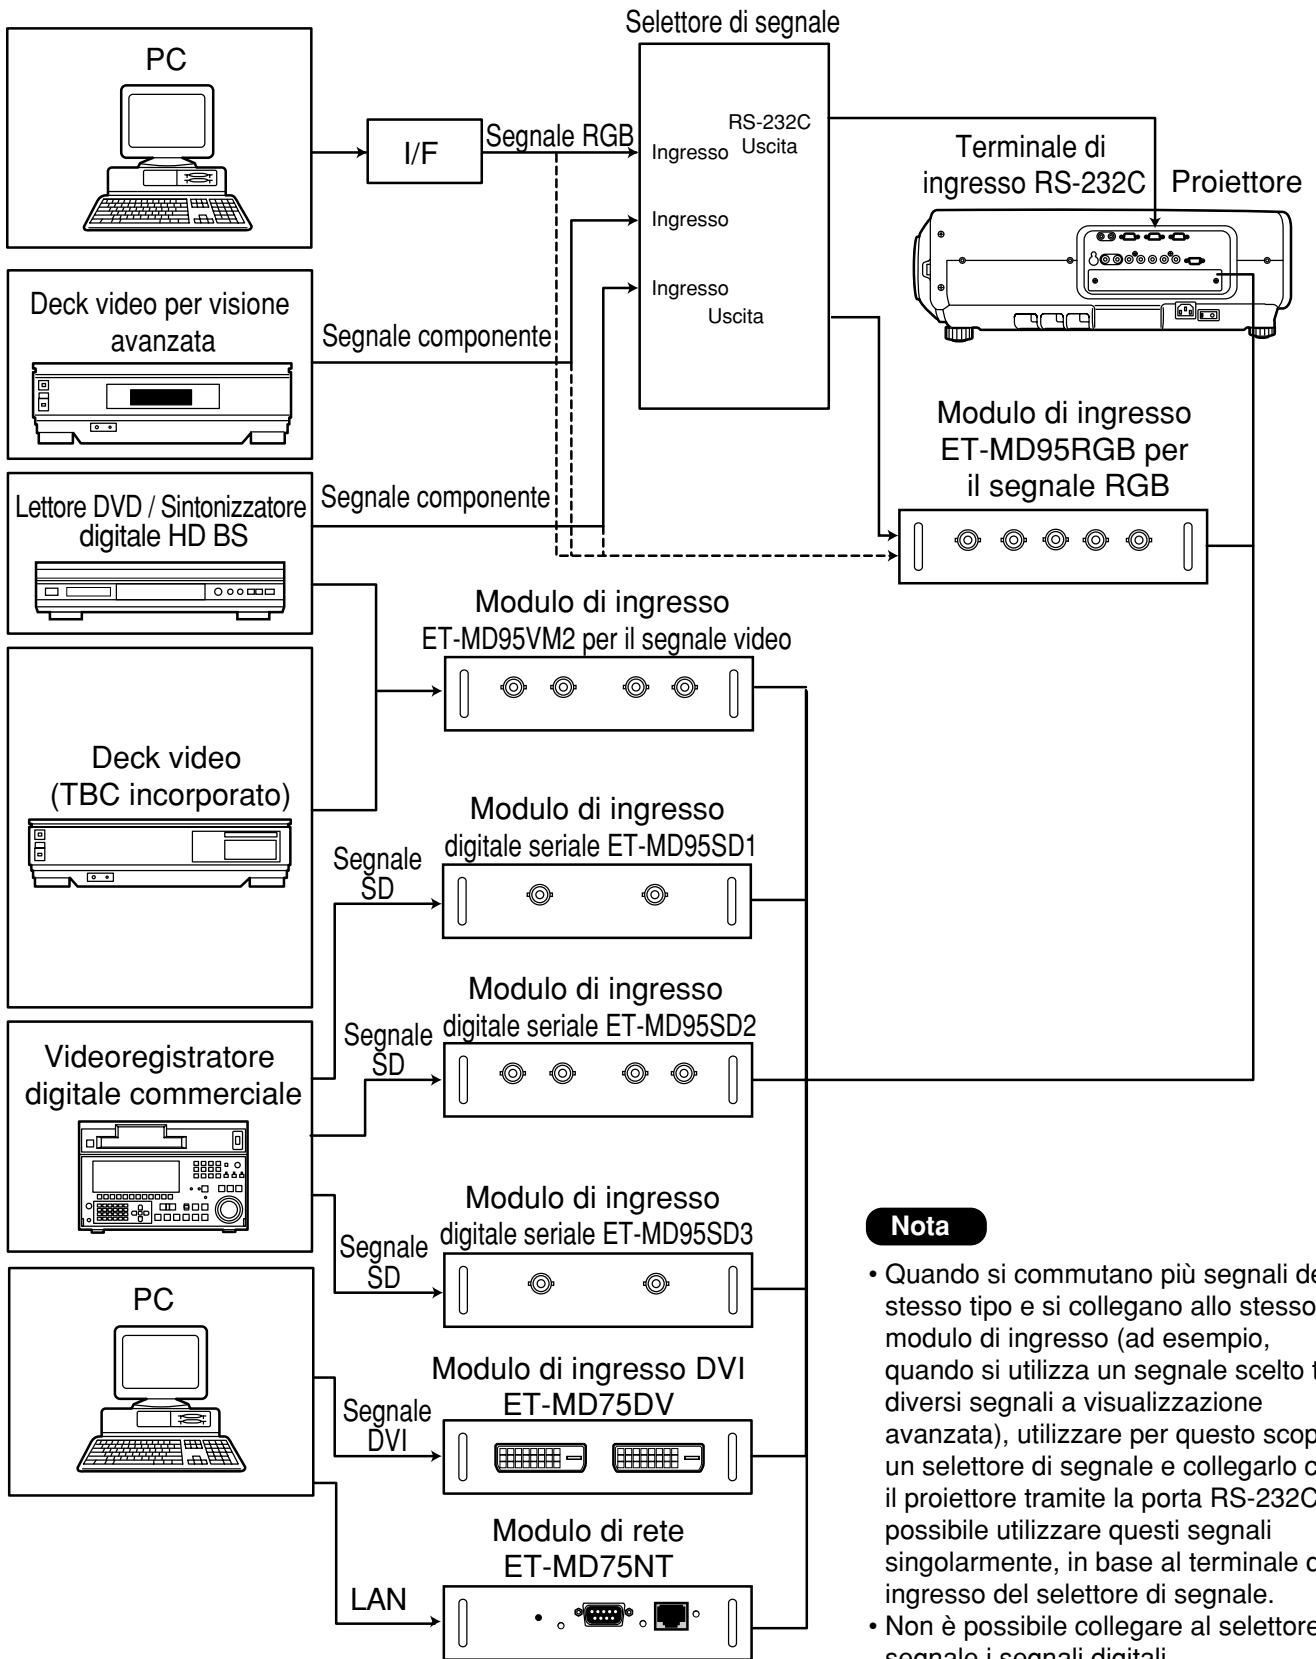 Selettore di segnale
PC
I/F
Segnale RGB
RS-232C
Ingresso Uscita
Terminale di
ingresso RS-232C
Proiettore
Ingresso
Deck video per visione
avanzata
Segnale componente
Ingresso
Uscita
Modulo di ingresso
ET-MD95RGB per
il segnale RGB
Lettore DVD / Sintonizzatore
digitale HD BS
Segnale componente
Modulo di ingresso
ET-MD95VM2 per il segnale video
Deck video
(TBC incorporato)
Modulo di ingresso
digitale seriale ET-MD95SD1
Segnale
SD
Modulo di ingresso
digitale seriale ET-MD95SD2
Segnale
SD
Videoregistratore
digitale commerciale
Modulo di ingresso
digitale seriale ET-MD95SD3
Segnale
SD
PC
Modulo di ingresso DVI
ET-MD75DV
Segnale
DVI
Modulo di rete
ET-MD75NT
LAN
Nota
• Quando si commutano più segnali
stesso tipo e si collegano allo stesso
modulo di ingresso (ad esempio,
quando si utilizza un segnale scelto
diversi segnali a visualizzazione
avanzata), utilizzare per questo
un selettore di segnale e collegarlo
il proiettore tramite la porta RS-232C
possibile utilizzare questi segnali
singolarmente, in base al terminale
ingresso del selettore di segnale.
• Non è possibile collegare al selettore
segnale i segnali digitali